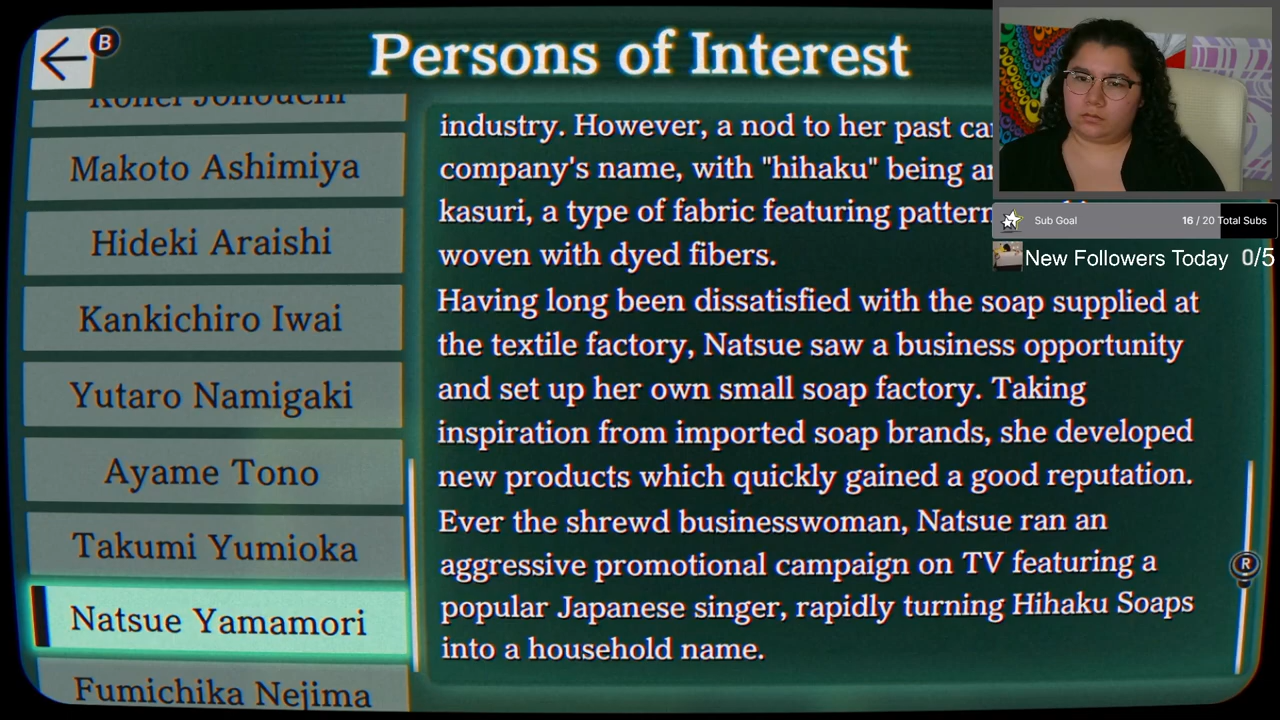 B
Persons of Interest
Makoto Ashimiya
Hideki Araishi
Kankichiro Iwai
Yutaro Namigaki
Ayame Tono
Takumi Yumioka
Natsue Yamamori
Fumichika Nejima
industry. However, a nod to her past
company's name, with "hihaku" being
kasuri, a type of fabric featuring
woven with dyed fibers.
Having long been dissatisfied with the soap supplied at
the textile factory, Natsue saw a business opportunity
and set up her own small soap factory. Taking
inspiration from imported soap brands, she developed
new products which quickly gained a good reputation.
Ever the shrewd businesswoman, Natsue ran an
aggressive promotional campaign on TV featuring a
popular Japanese singer, rapidly turning Hihaku Soaps
into a household name.
R
Sub Goal 16 / 20 Total Subs
New Followers Today 0/5